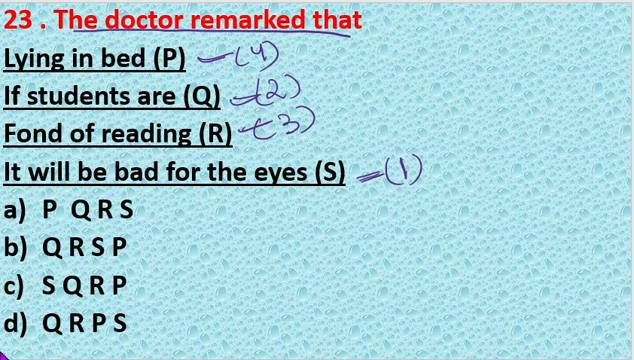 23 . The doctor remarked that
Lying in bed (P) - (4)
If students are (Q) - (2)
Fond of reading (R) - (3)
It will be bad for the eyes (S) - (1)
a) P Q R S
b) Q R S P
c) S Q R P
d) Q R P S